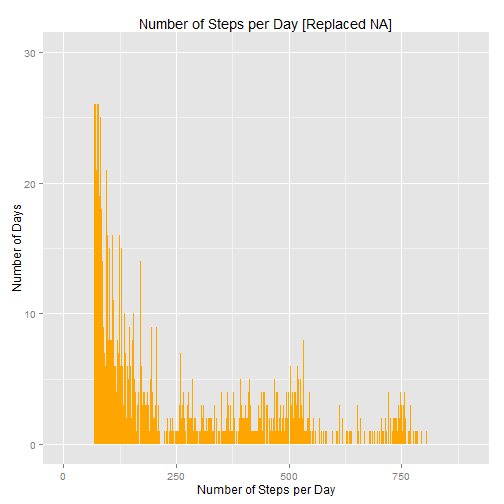 Number of Steps per Day [Replaced NA]
30
20
10
0
Number of Days
0 250 500 750
Number of Steps per Day